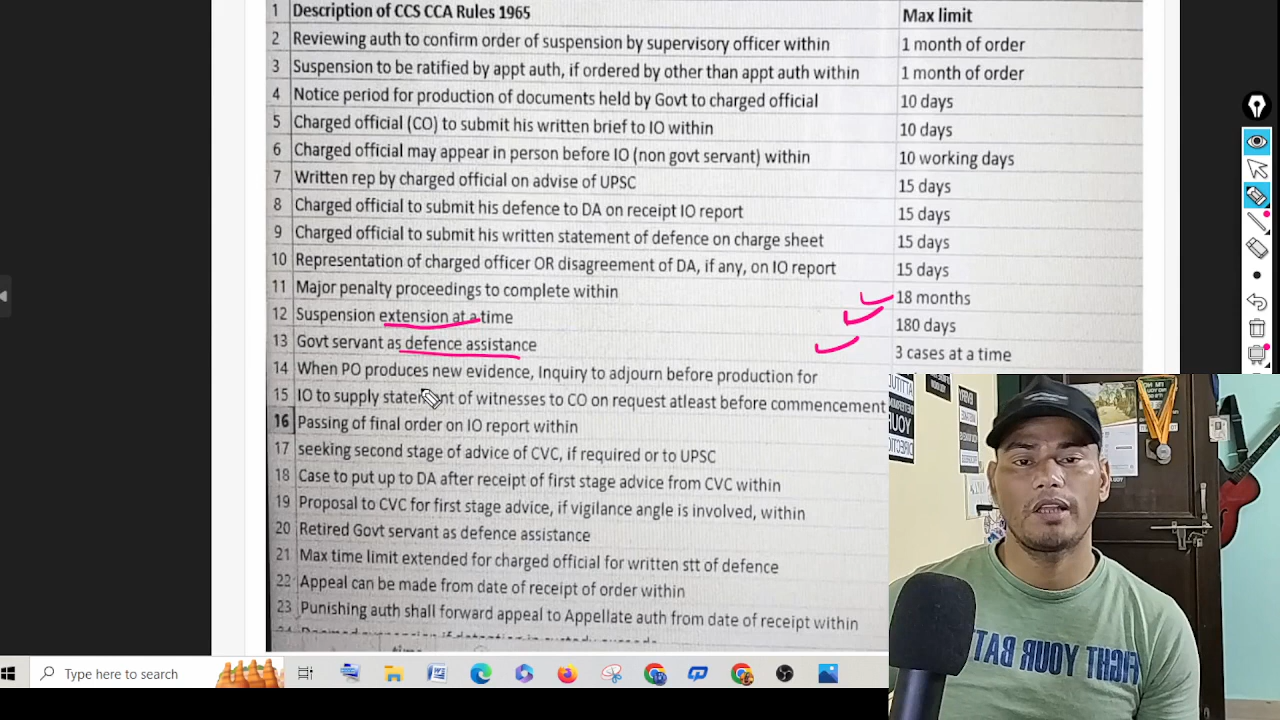 1 Description of CCS CCA Rules 1965 Max limit
2 Reviewing auth to confirm order of suspension by supervisory officer within 1 month of order
3 Suspension to be ratified by appt auth, if ordered by other than appt auth within 1 month of order
4 Notice period for production of documents held by Govt to charged official 10 days
5 Charged official (CO) to submit his written brief to IO within 10 days
6 Charged official may appear in person before IO (non govt servant) within 10 working days
7 Written rep by charged official on advise of UPSC 15 days
8 Charged official to submit his defence to DA on receipt IO report 15 days
9 Charged official to submit his written statement of defence on charge sheet 15 days
10 Representation of charged officer OR disagreement of DA, if any, on IO report 15 days
11 Major penalty proceedings to complete within 18 months
12 Suspension extension at a time 180 days
13 Govt servant as defence assistance 3 cases at a time
14 When PO produces new evidence, Inquiry to adjourn before production for
15 IO to supply statement of witnesses to CO on request atleast before commencement
16 Passing of final order on IO report within
17 seeking second stage of advice of CVC, if required or to UPSC
18 Case to put up to DA after receipt of first stage advice from CVC within
19 Proposal to CVC for first stage advice, if vigilance angle is involved, within
20 Retired Govt servant as defence assistance
21 Max time limit extended for charged official for written stt of defence
22 Appeal can be made from date of receipt of order within
23 Punishing auth shall forward appeal to Appellate auth from date of receipt within
Type here to search
FIGHT YOUR BATT